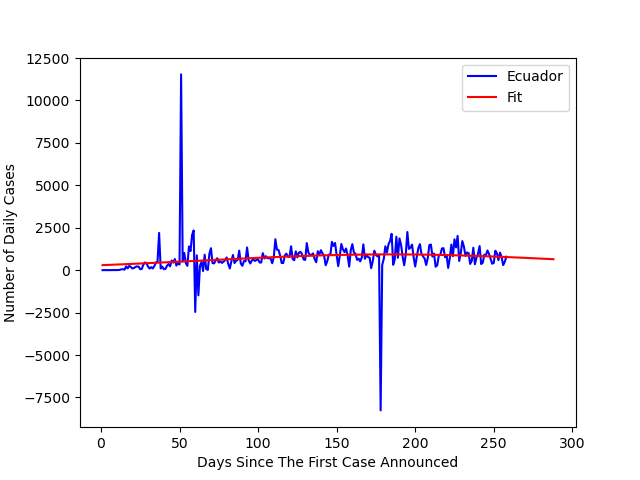 12500
10000
7500
5000
2500
0
−2500
−5000
−7500
0 50 100 150 200 250 300
Number of Daily Cases
Days Since The First Case Announced
Ecuador
Fit